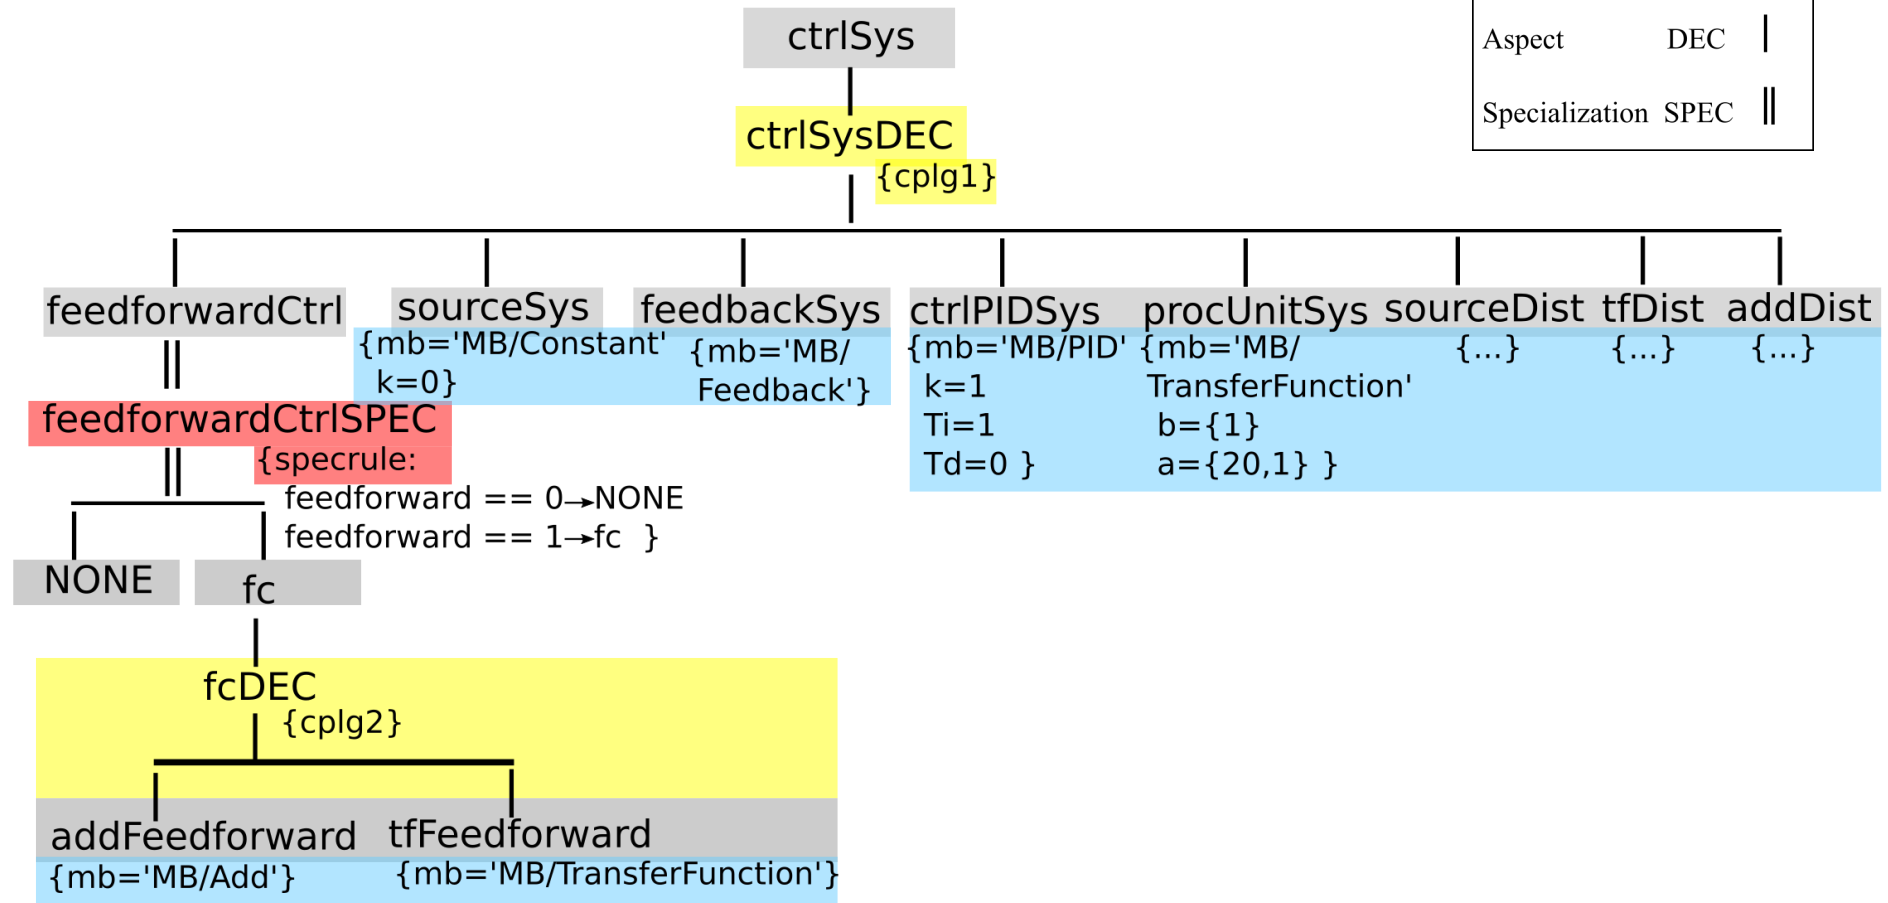 ctrlSys
Aspect DEC
Specialization SPEC
ctrlSysDEC
{cplg1}
feedforwardCtrl sourceSys feedbackSys ctrlPIDSys procUnitSys sourceDist tfDist addDist
{mb='MB/Constant'
k=0}
{mb='MB/
Feedback'}
{mb='MB/PID'
k=1
Ti=1
Td=0 }
{mb='MB/
TransferFunction'
b={1}
a={20,1} }
{...} {...} {...}
feedforwardCtrlSPEC
{specrule:
feedforward == 0→NONE
feedforward == 1→fc }
NONE fc
fcDEC
{cplg2}
addFeedforward tfFeedforward
{mb='MB/Add'} {mb='MB/TransferFunction'}